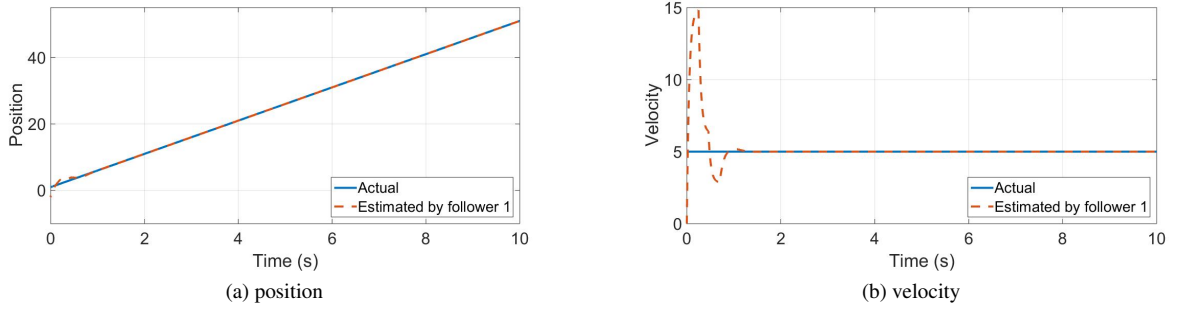 40
20
0
Position
0 2 4 6 8 10
Time (s)
Actual
Estimated by follower 1
(a) position
15
10
5
0
Velocity
0 2 4 6 8 10
Time (s)
Actual
Estimated by follower 1
(b) velocity